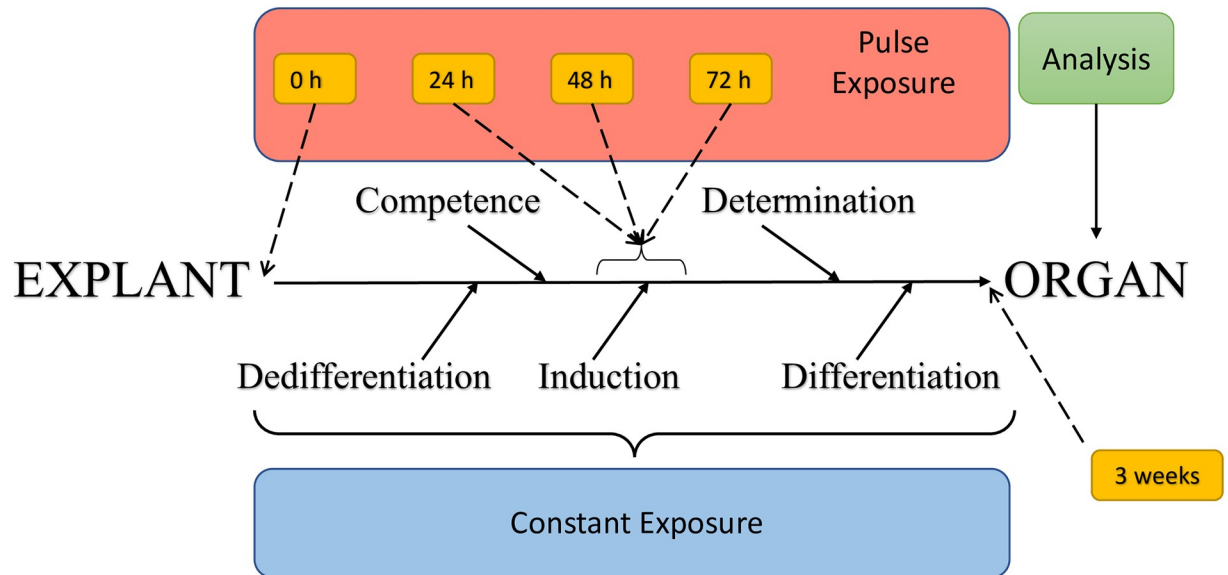 Pulse
Exposure
Analysis
0 h
24 h
48 h
72 h
Competence
Determination
EXPLANT
ORGAN
Dedifferentiation
Induction
Differentiation
3 weeks
Constant Exposure